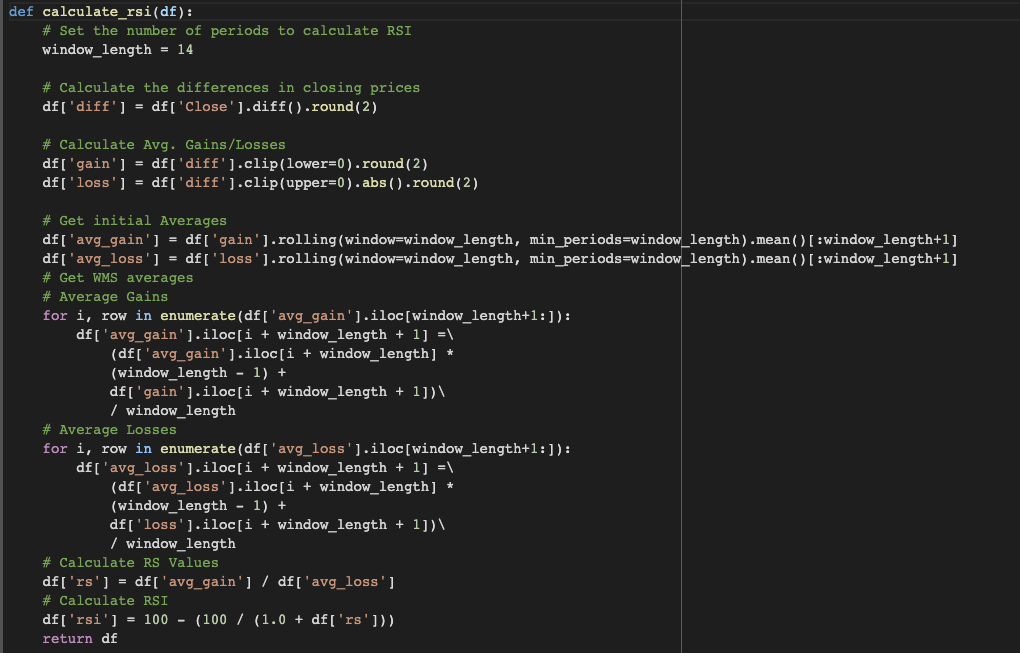 def calculate_rsi(df):
    # Set the number of periods to calculate RSI
    window_length = 14
    # Calculate the differences in closing prices
    df['diff'] = df['Close'].diff().round(2)
    # Calculate Avg. Gains/Losses
    df['gain'] = df['diff'].clip(lower=0).round(2)
    df['loss'] = df['diff'].clip(upper=0).abs().round(2)
    # Get initial Averages
    df['avg_gain'] = df['gain'].rolling(window=window_length, min_periods=window_length).mean()[:window_length+1]
    df['avg_loss'] = df['loss'].rolling(window=window_length, min_periods=window_length).mean()[:window_length+1]
    # Get WMS averages
    # Average Gains
    for i, row in enumerate(df['avg_gain'].iloc[window_length+1:]):
        df['avg_gain'].iloc[i + window_length + 1] =\
            (df['avg_gain'].iloc[i + window_length] *
            (window_length - 1) +
            df['gain'].iloc[i + window_length + 1])\
            / window_length
    # Average Losses
    for i, row in enumerate(df['avg_loss'].iloc[window_length+1:]):
        df['avg_loss'].iloc[i + window_length + 1] =\
            (df['avg_loss'].iloc[i + window_length] *
            (window_length - 1) +
            df['loss'].iloc[i + window_length + 1])\
            / window_length
    # Calculate RS Values
    df['rs'] = df['avg_gain'] / df['avg_loss']
    # Calculate RSI
    df['rsi'] = 100 - (100 / (1.0 + df['rs']))
    return df